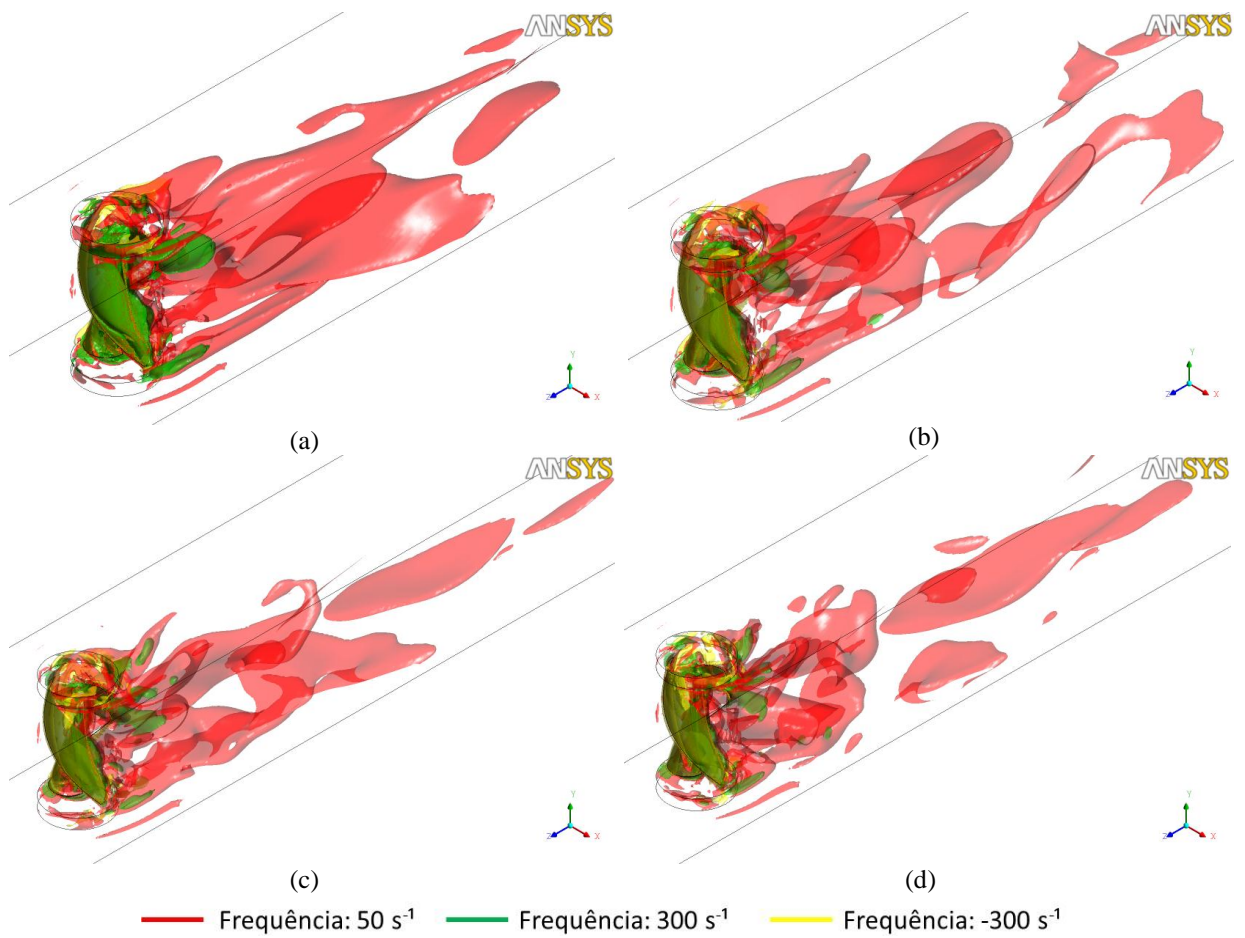 ANSYS
ANSYS
Y
Z X
Y
Z X
(a)
(b)
ANSYS
ANSYS
Y
Z X
Y
Z X
(c)
(d)
Frequência: 50 s⁻¹ Frequência: 300 s⁻¹ Frequência: -300 s⁻¹